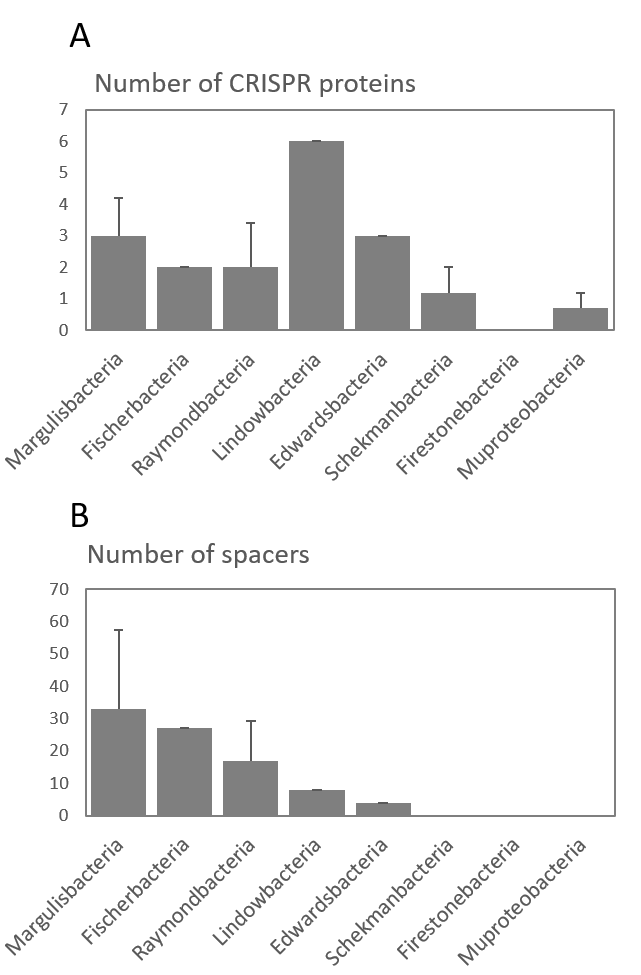 A
Number of CRISPR proteins
7
6
5
4
3
2
1
0
Margulisbacteria
Fischerbacteria
Raymondbacteria
Lindowbacteria
Edwardsbacteria
Schekmanbacteria
Firestonebacteria
Muproteobacteria
B
Number of spacers
70
60
50
40
30
20
10
0
Margulisbacteria
Fischerbacteria
Raymondbacteria
Lindowbacteria
Edwardsbacteria
Schekmanbacteria
Firestonebacteria
Muproteobacteria